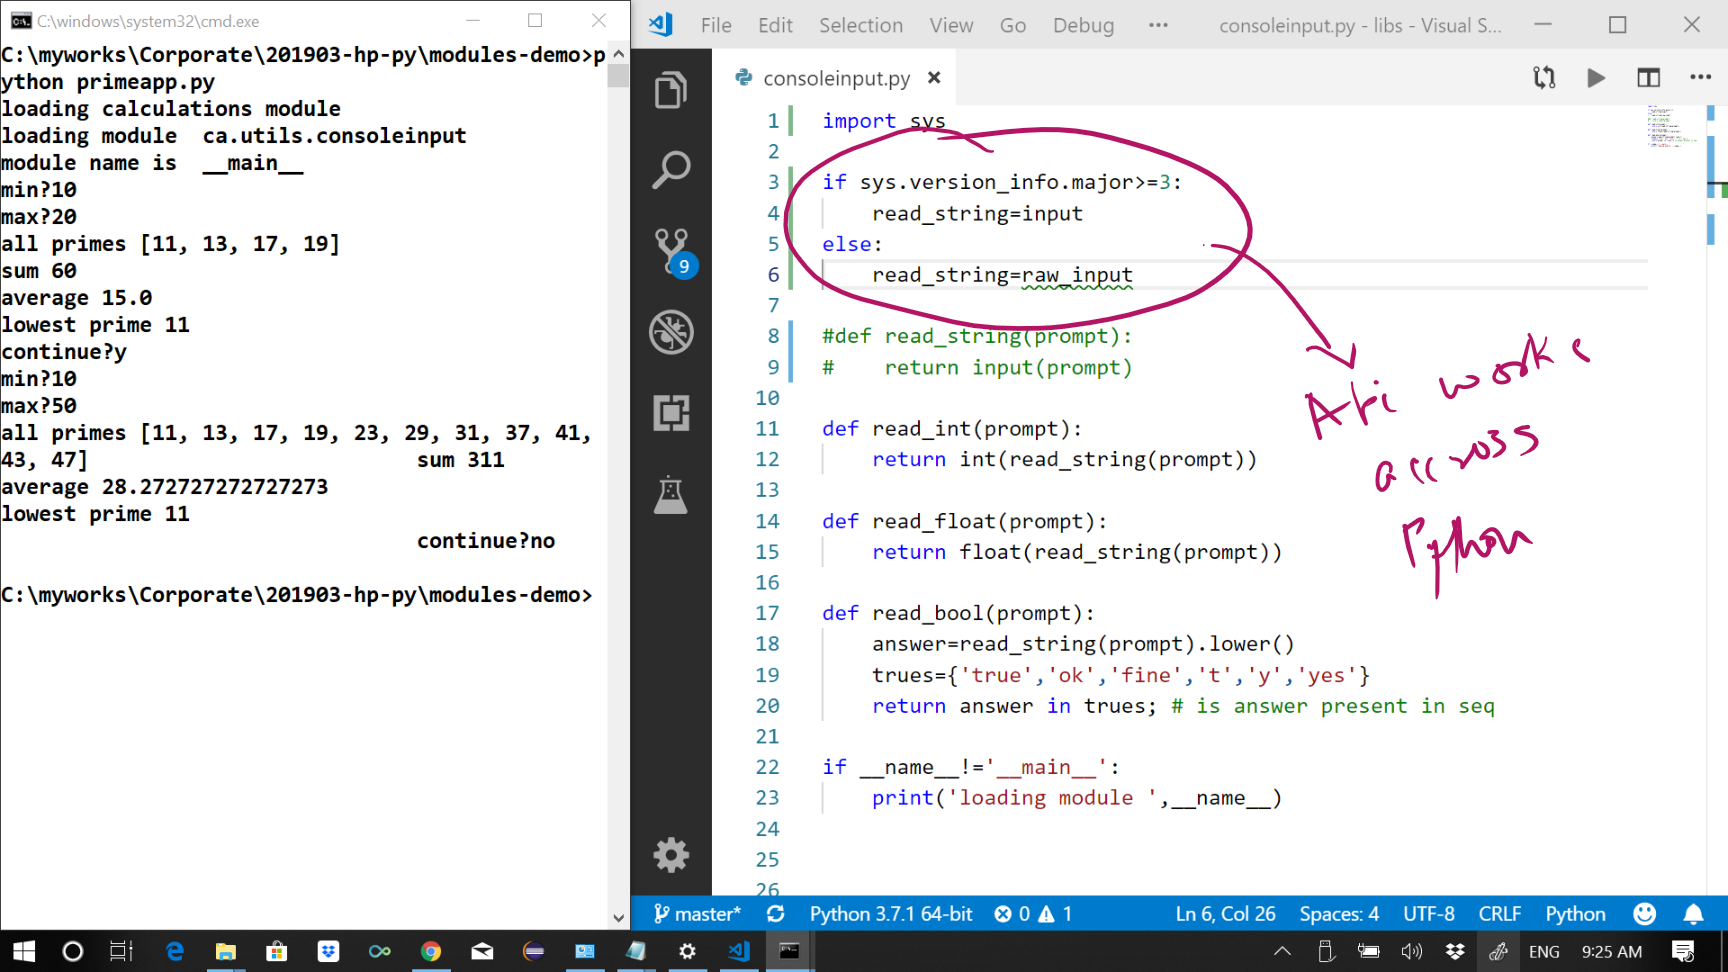 C:\windows\system32\cmd.exe
C:\myworks\Corporate\201903-hp-py\modules-demo>p
ython primeapp.py
loading calculations module
loading module  ca.utils.consoleinput
module name is  __main__
min?10
max?20
all primes [11, 13, 17, 19]
sum 60
average 15.0
lowest prime 11
continue?y
min?10
max?50
all primes [11, 13, 17, 19, 23, 29, 31, 37, 41,
43, 47]                          sum 311
average 28.272727272727273
lowest prime 11
continue?no
C:\myworks\Corporate\201903-hp-py\modules-demo>
File Edit Selection View Go Debug ··· consoleinput.py - libs - Visual S...
consoleinput.py
1 import sys
2
3 if sys.version_info.major>=3:
4     read_string=input
5 else:
6     read_string=raw_input
7
8 #def read_string(prompt):
9 #    return input(prompt)
10
11 def read_int(prompt):
12     return int(read_string(prompt))
13
14 def read_float(prompt):
15     return float(read_string(prompt))
16
17 def read_bool(prompt):
18     answer=read_string(prompt).lower()
19     trues={'true','ok','fine','t','y','yes'}
20     return answer in trues; # is answer present in seq
21
22 if __name__!='__main__':
23     print('loading module ',__name__)
24
25
26
Api works
accross
Python
9
master* Python 3.7.1 64-bit 0 1 Ln 6, Col 26 Spaces: 4 UTF-8 CRLF Python
ENG 9:25 AM